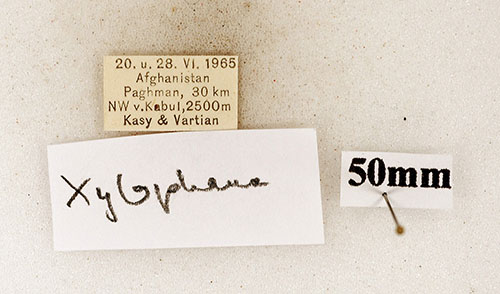 20. u. 28. VI. 1965
Afghanistan
Paghman, 30 km
NW v. Kabul, 2500m
Kasy & Vartian
Xylophana
50mm